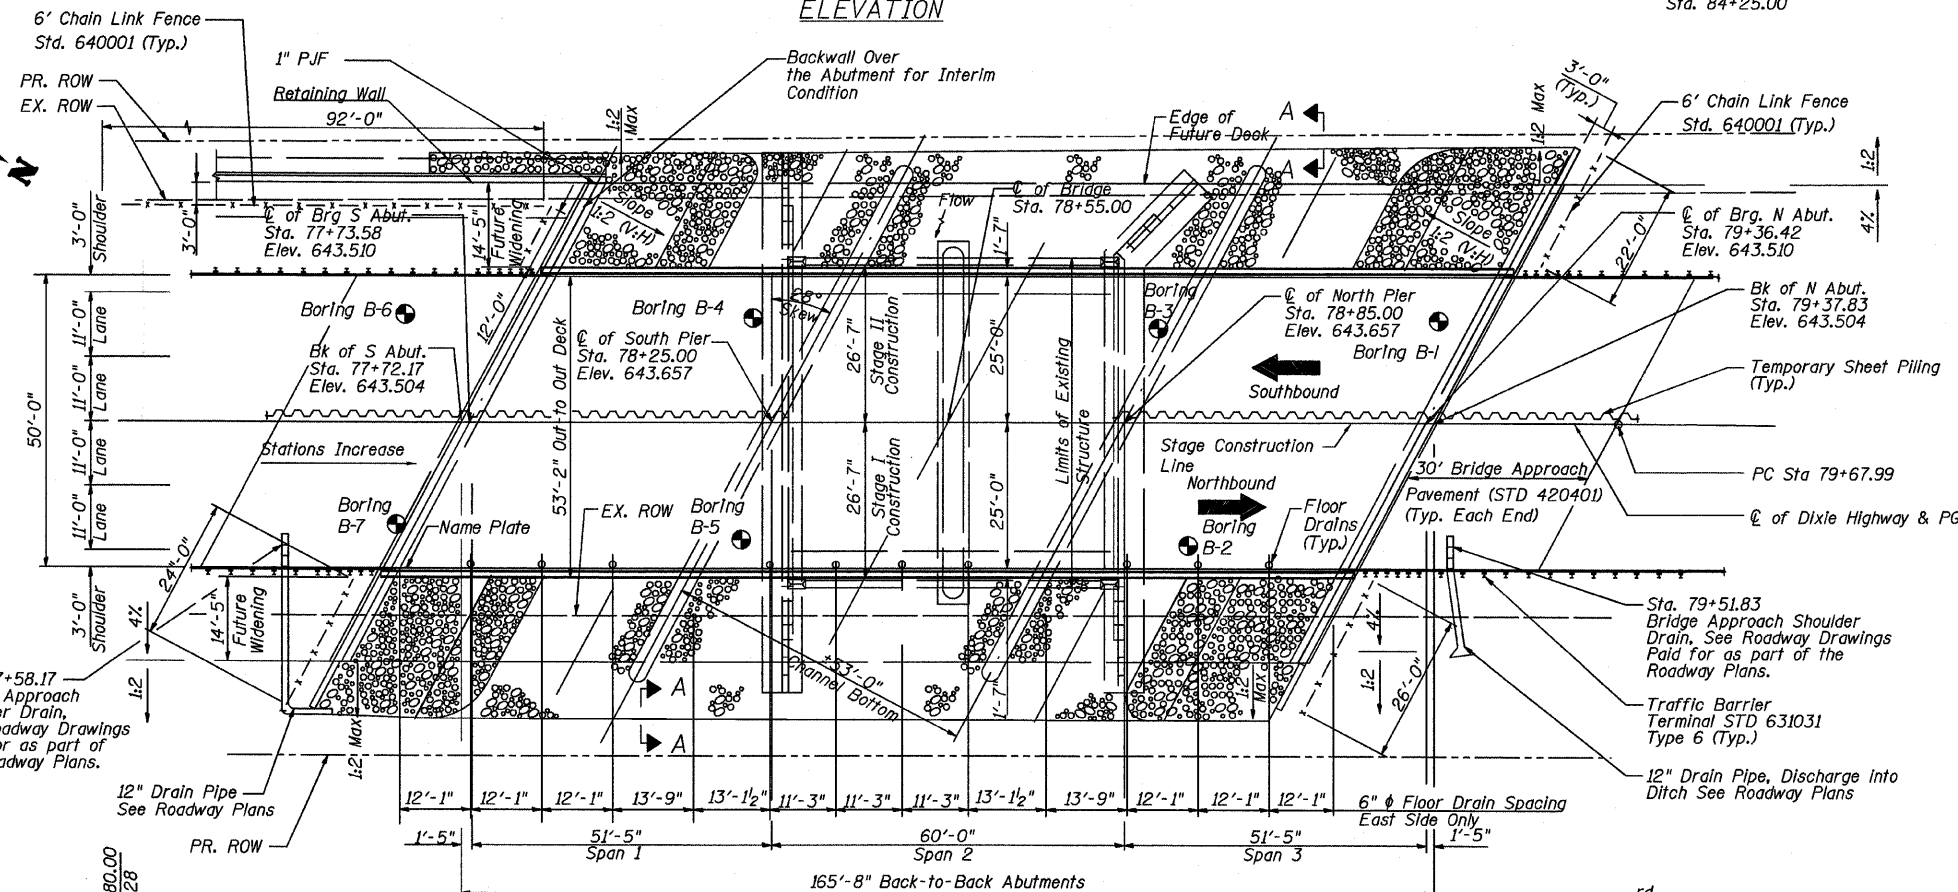 ELEVATION
Sta. 84+25.00
6' Chain Link Fence
Std. 640001 (Typ.)
PR. ROW
EX. ROW
1" PJF
Retaining Wall
92'-0"
1:2
Max
Backwall Over
the Abutment for Interim
Condition
Edge of
Future Deck
A
A
3'-0"
(Typ.)
1:2 Max
6' Chain Link Fence
Std. 640001 (Typ.)
1:2
4%
N
3'-0"
Shoulder
3'-0"
℄ of Brg S Abut.
Sta. 77+73.58
Elev. 643.510
14'-5"
Future
Widening
Slope
1:2 (V:H)
Flow
℄ of Bridge
Sta. 78+55.00
1'-7"
Slope
1:2 (V:H)
22'-0"
℄ of Brg. N Abut.
Sta. 79+36.42
Elev. 643.510
50'-0"
11'-0"
Lane
11'-0"
Lane
11'-0"
Lane
11'-0"
Lane
Boring B-6
12'-0"
Boring B-4
28°
Skew
Boring
B-3
℄ of North Pier
Sta. 78+85.00
Elev. 643.657
Boring B-1
Bk of N Abut.
Sta. 79+37.83
Elev. 643.504
Bk of S Abut.
Sta. 77+72.17
Elev. 643.504
℄ of South Pier
Sta. 78+25.00
Elev. 643.657
53'-2" Out-to Out Deck
26'-7"
Stage II
Construction
25'-0"
Limits of Existing
Structure
Southbound
Temporary Sheet Piling
(Typ.)
Stations Increase
26'-7"
Stage I
Construction
25'-0"
Stage Construction
Line
Northbound
30' Bridge Approach
Pavement (STD 420401)
(Typ. Each End)
PC Sta 79+67.99
℄ of Dixie Highway & PG
Boring
B-7
Name Plate
EX. ROW
Boring
B-5
Boring
B-2
Floor
Drains
(Typ.)
24'-0"
3'-0"
Shoulder
4%
1:2
14'-5"
Future
Widening
±53'-0"
Channel Bottom
1'-7"
1:2
Max
4%
1:2
26'-0"
Sta. 79+51.83
Bridge Approach Shoulder
Drain, See Roadway Drawings
Paid for as part of the
Roadway Plans.
7+58.17
Approach
er Drain,
adway Drawings
or as part of
adway Plans.
A
A
1:2 Max
Traffic Barrier
Terminal STD 631031
Type 6 (Typ.)
12" Drain Pipe
See Roadway Plans
12" Drain Pipe, Discharge into
Ditch See Roadway Plans
PR. ROW
12'-1" 12'-1" 12'-1" 13'-9" 13'-1½" 11'-3" 11'-3" 11'-3" 13'-1½" 13'-9" 12'-1" 12'-1" 12'-1"
6" ϕ Floor Drain Spacing
East Side Only
1'-5" 51'-5" 60'-0" 51'-5" 1'-5"
Span 1 Span 2 Span 3
165'-8" Back-to-Back Abutments
80.00
28
rd